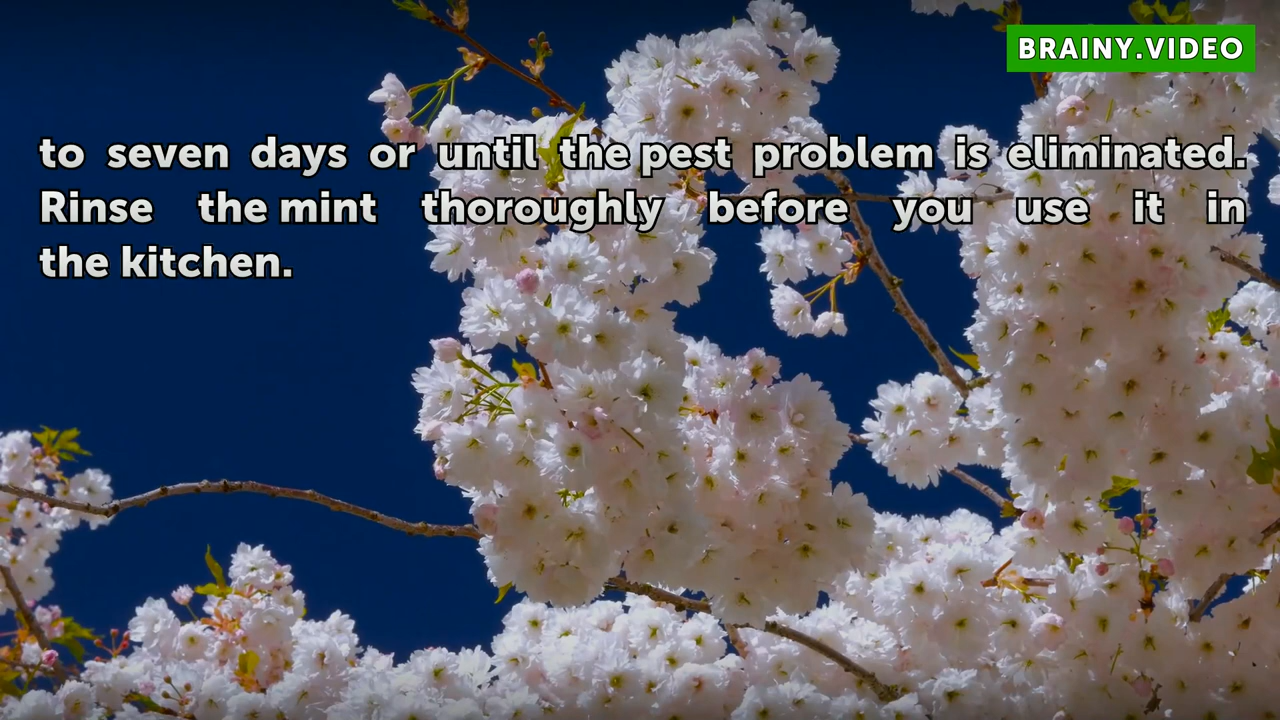 BRAINY.VIDEO
to seven days or until the pest problem is eliminated.
Rinse the mint thoroughly before you use it in
the kitchen.